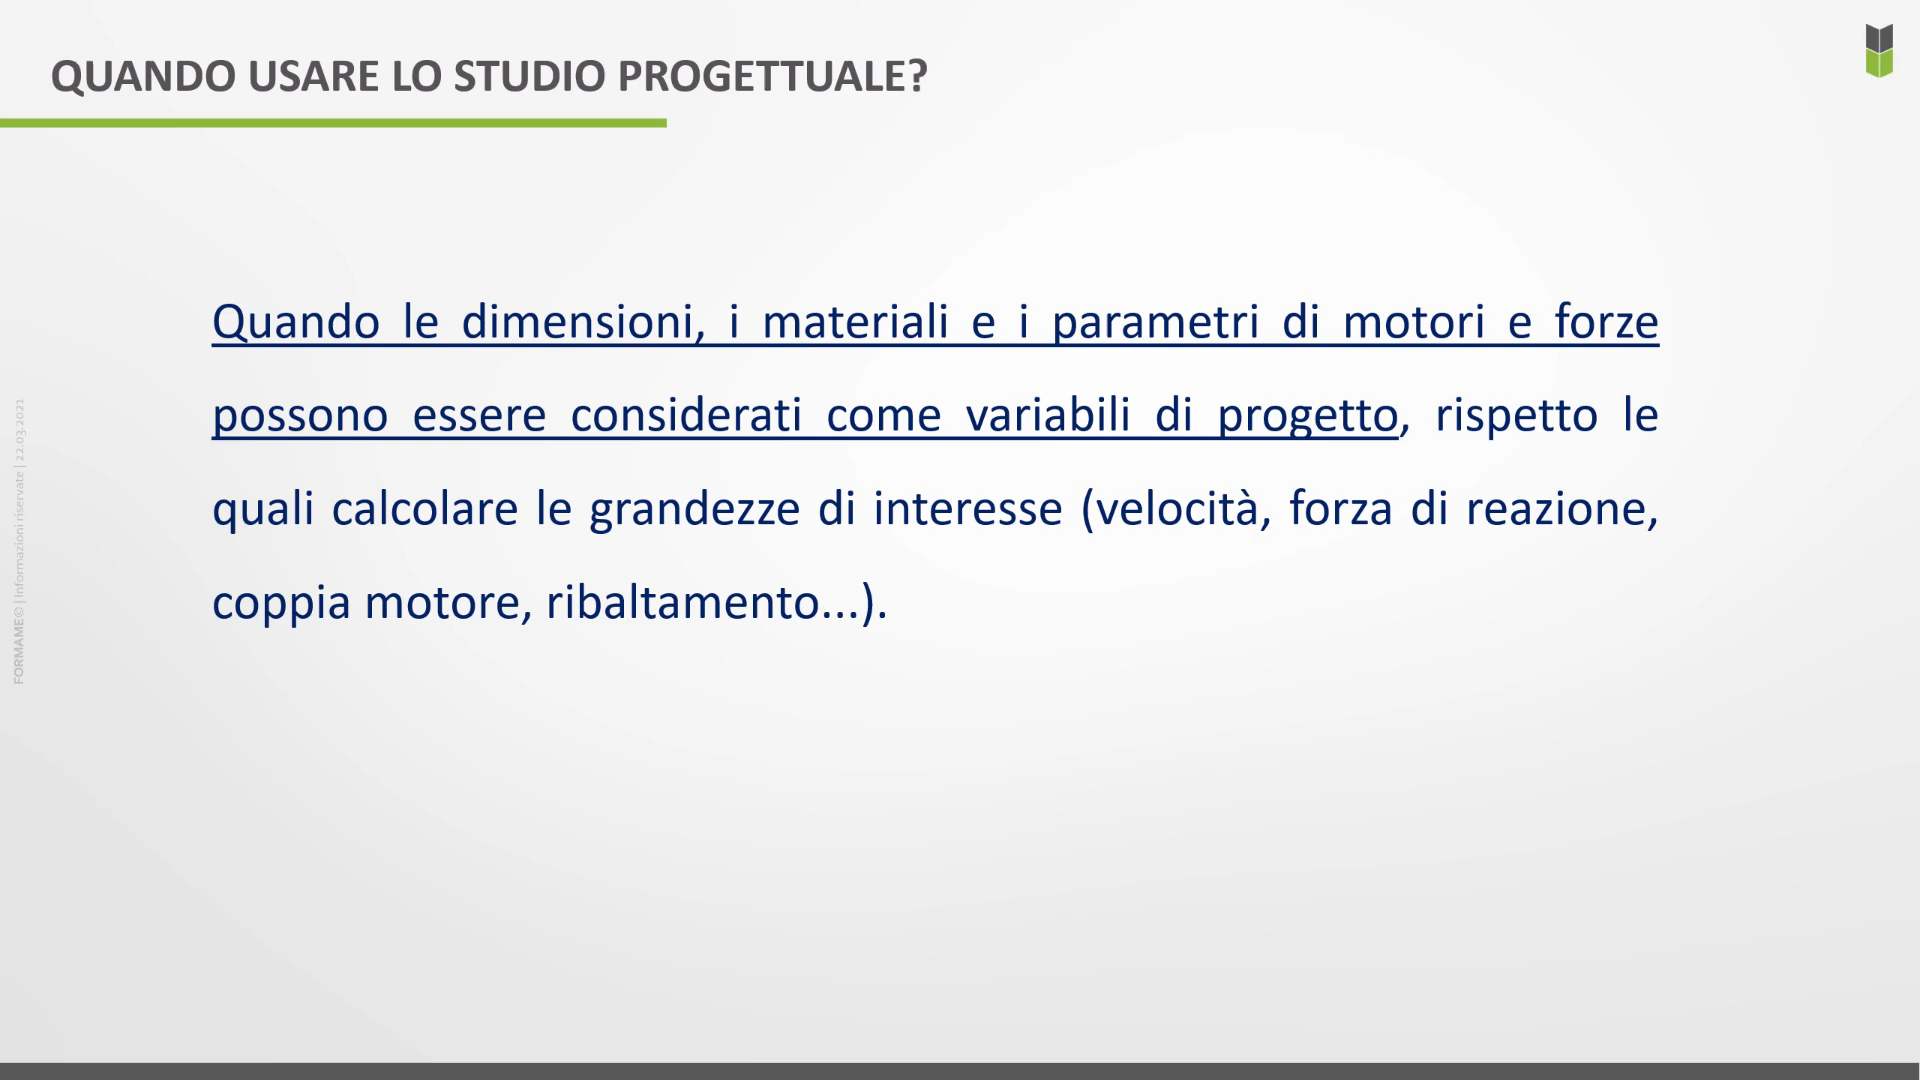 QUANDO USARE LO STUDIO PROGETTUALE?
Quando le dimensioni, i materiali e i parametri di motori e forze
possono essere considerati come variabili di progetto, rispetto le
quali calcolare le grandezze di interesse (velocità, forza di reazione,
coppia motore, ribaltamento...).
FORMAME© | Informazioni riservate | 22.03.2021